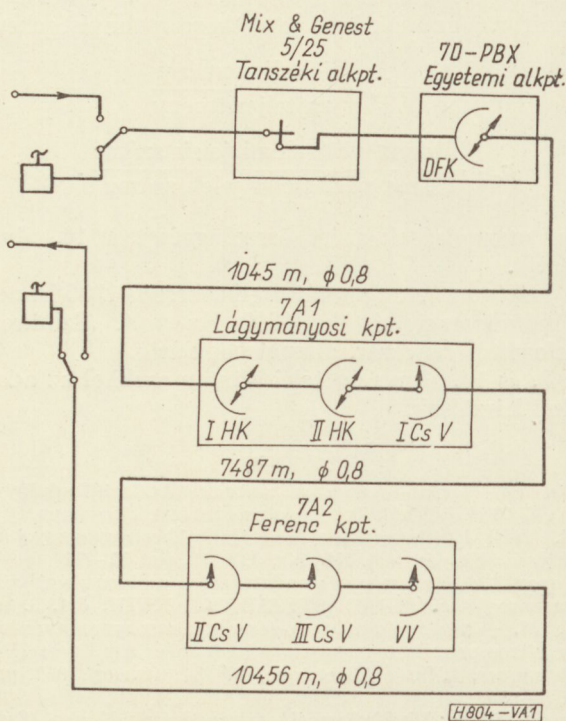 Mix & Genest
5/25
Tanszéki alkpt.
7D-PBX
Egyetemi alkpt.
DFK
1045 m, ϕ 0,8
7A1
Lágymányosi kpt.
I HK
II HK
I Cs V
7487 m, ϕ 0,8
7A2
Ferenc kpt.
II Cs V
III Cs V
VV
10456 m, ϕ 0,8
H804-VA1